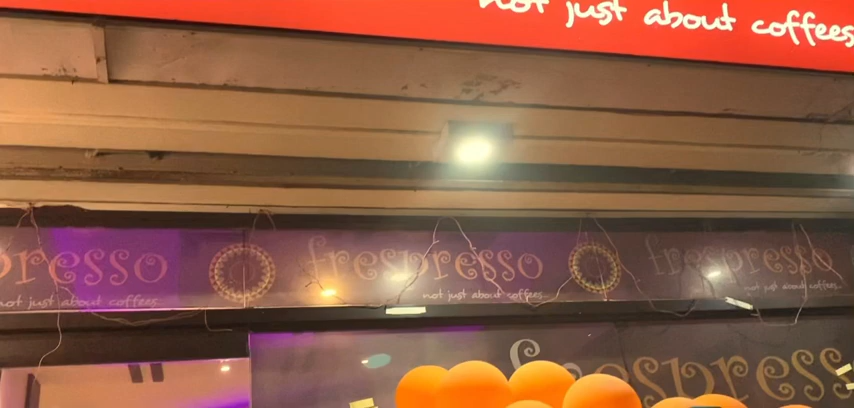 not just about coffees
presso
frespresso
frespresso
not just about coffees...
not just about coffees...
not just about coffees...
frespress